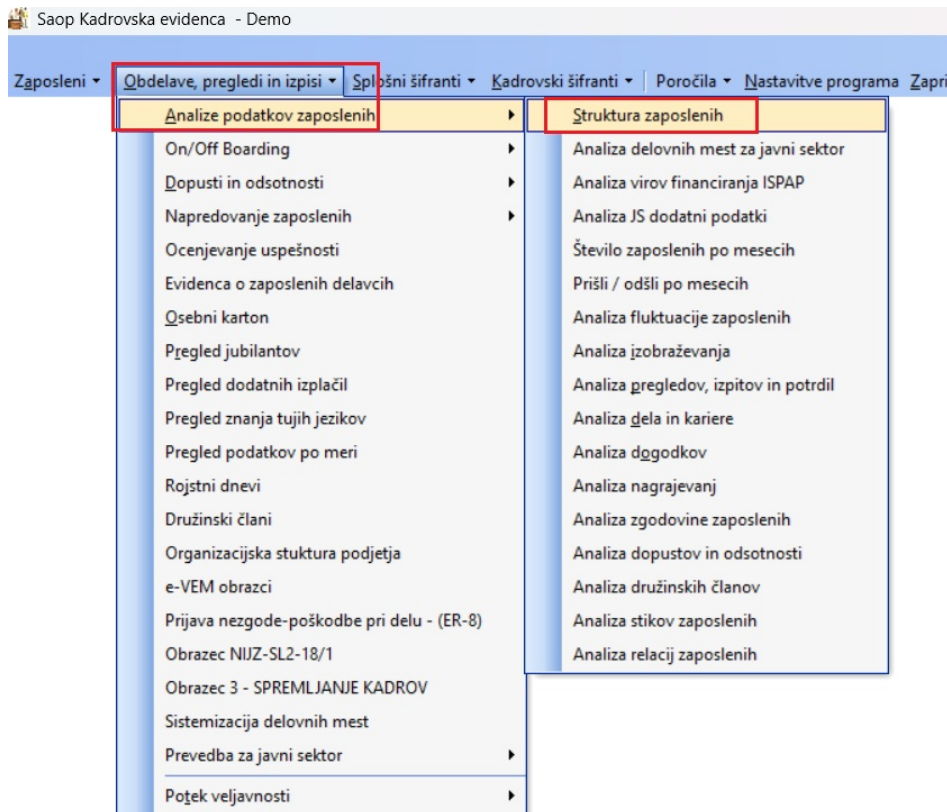 Saop Kadrovska evidenca - Demo
Zaposleni Obdelave, pregledi in izpisi Splošni šifranti Kadrovski šifranti Poročila Nastavitve programa Zapri
Analize podatkov zaposlenih
On/Off Boarding
Dopusti in odsotnosti
Napredovanje zaposlenih
Ocenjevanje uspešnosti
Evidenca o zaposlenih delavcih
Osebni karton
Pregled jubilantov
Pregled dodatnih izplačil
Pregled znanja tujih jezikov
Pregled podatkov po meri
Rojstni dnevi
Družinski člani
Organizacijska stuktura podjetja
e-VEM obrazci
Prijava nezgode-poškodbe pri delu - (ER-8)
Obrazec NIJZ-SL2-18/1
Obrazec 3 - SPREMLJANJE KADROV
Sistemizacija delovnih mest
Prevedba za javni sektor
Potek veljavnosti
Struktura zaposlenih
Analiza delovnih mest za javni sektor
Analiza virov financiranja ISPAP
Analiza JS dodatni podatki
Število zaposlenih po mesecih
Prišli / odšli po mesecih
Analiza fluktuacije zaposlenih
Analiza izobraževanja
Analiza pregledov, izpitov in potrdil
Analiza dela in kariere
Analiza dogodkov
Analiza nagrajevanj
Analiza zgodovine zaposlenih
Analiza dopustov in odsotnosti
Analiza družinskih članov
Analiza stikov zaposlenih
Analiza relacij zaposlenih